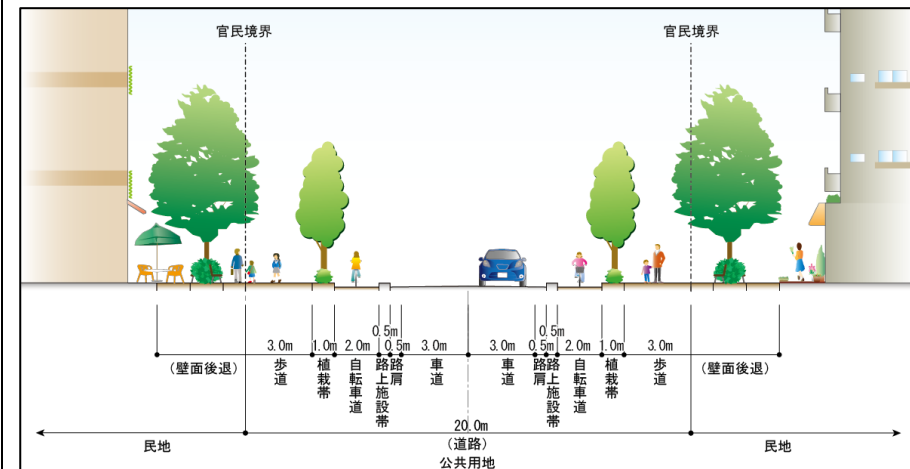 官民境界
官民境界
0.5m
0.5m
3.0m 1.0m 2.0m 0.5m 3.0m 3.0m 0.5m 2.0m 1.0m 3.0m
(壁面後退)
歩道
植栽帯
自転車道
路上施設帯
路肩
車道
車道
路肩
路上施設帯
自転車道
植栽帯
歩道
(壁面後退)
20.0m
民地
(道路)
民地
公共用地